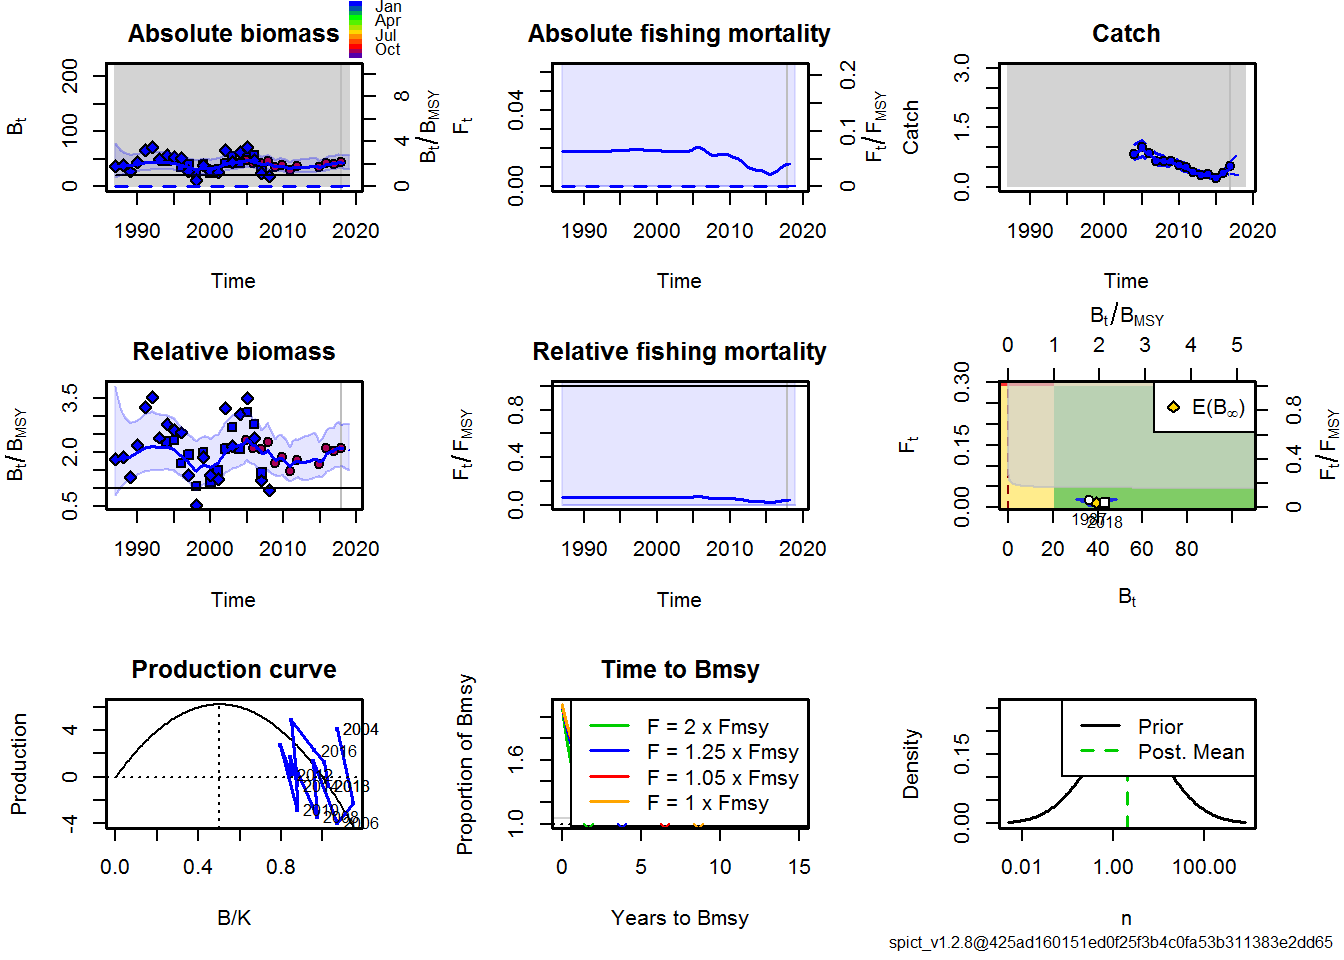 Jan
Apr
Jul
Oct
Absolute biomass
200
100
0
Bt
8
4
0
Bt/BMSY
1990 2000 2010 2020
Time
Absolute fishing mortality
0.04
0.00
Ft
0.2
0.1
0
Ft/FMSY
1990 2000 2010 2020
Time
Catch
3.0
1.5
0.0
Catch
1990 2000 2010 2020
Time
Relative biomass
3.5
2.0
0.5
Bt/BMSY
1990 2000 2010 2020
Time
Relative fishing mortality
0.8
0.4
0.0
Ft/FMSY
1990 2000 2010 2020
Time
Bt/BMSY
0 1 2 3 4 5
0.30
0.15
0.00
Ft
E(B∞)
0.8
0.4
0
Ft/FMSY
1987
2018
0 20 40 60 80
Bt
Production curve
4
0
-4
Production
2004
2016
2018
2006
0.0 0.4 0.8
B/K
Time to Bmsy
1.6
1.0
Proportion of Bmsy
F = 2 x Fmsy
F = 1.25 x Fmsy
F = 1.05 x Fmsy
F = 1 x Fmsy
0 5 10 15
Years to Bmsy
0.15
0.00
Density
Prior
Post. Mean
0.01 1.00 100.00
n
spict_v1.2.8@425ad160151ed0f25f3b4c0fa53b311383e2dd65